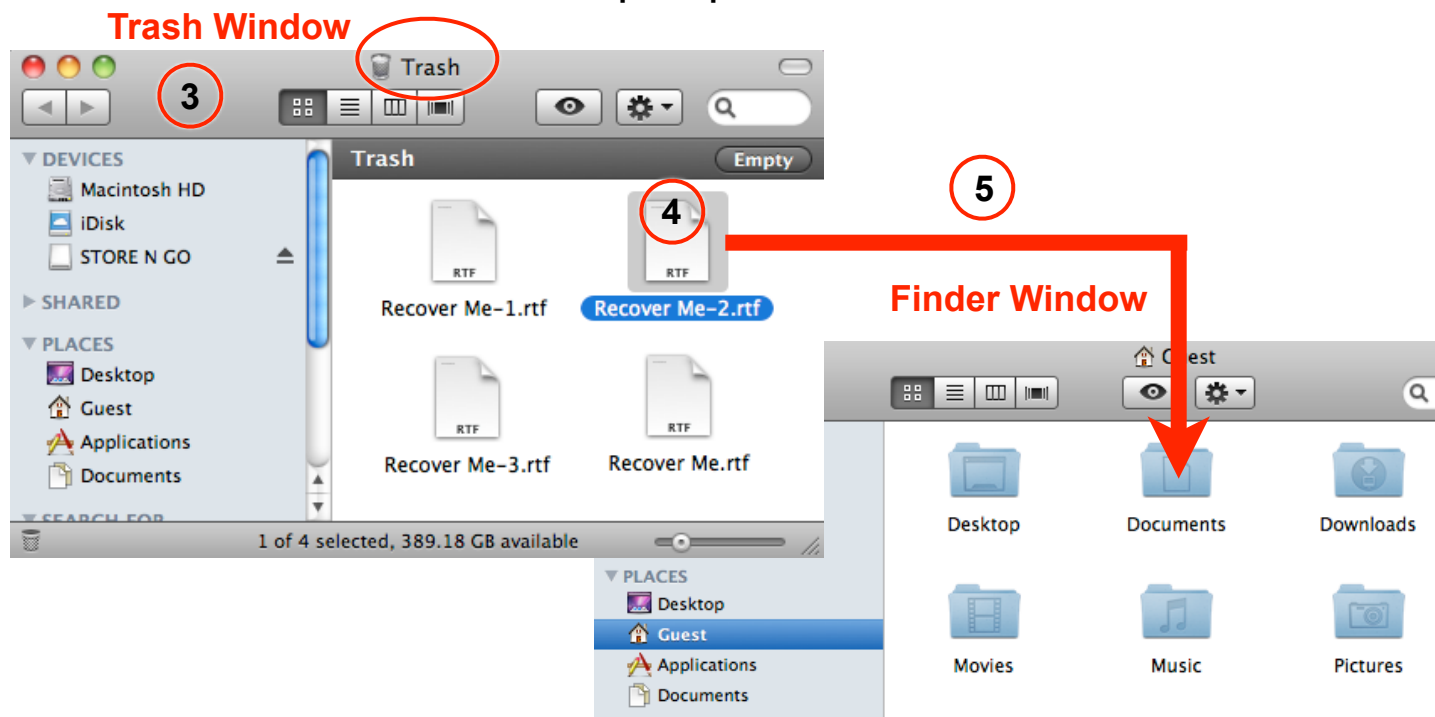 Trash Window
Trash
3
DEVICES
Macintosh HD
iDisk
STORE N GO
SHARED
PLACES
Desktop
Guest
Applications
Documents
Trash
Empty
4
RTF
RTF
Recover Me-1.rtf
Recover Me-2.rtf
RTF
RTF
Recover Me-3.rtf
Recover Me.rtf
1 of 4 selected, 389.18 GB available
5
Finder Window
Guest
Desktop
Documents
Downloads
Movies
Music
Pictures
PLACES
Desktop
Guest
Applications
Documents